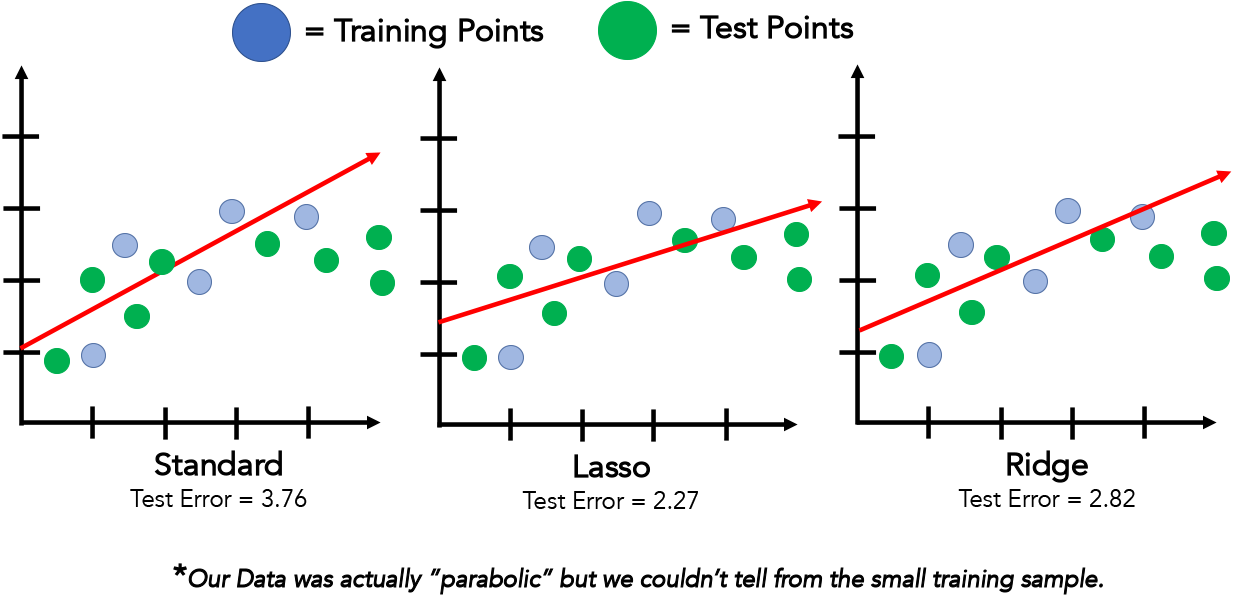 = Training Points
= Test Points
Standard
Test Error = 3.76
Lasso
Test Error = 2.27
Ridge
Test Error = 2.82
*Our Data was actually ”parabolic” but we couldn’t tell from the small training sample.